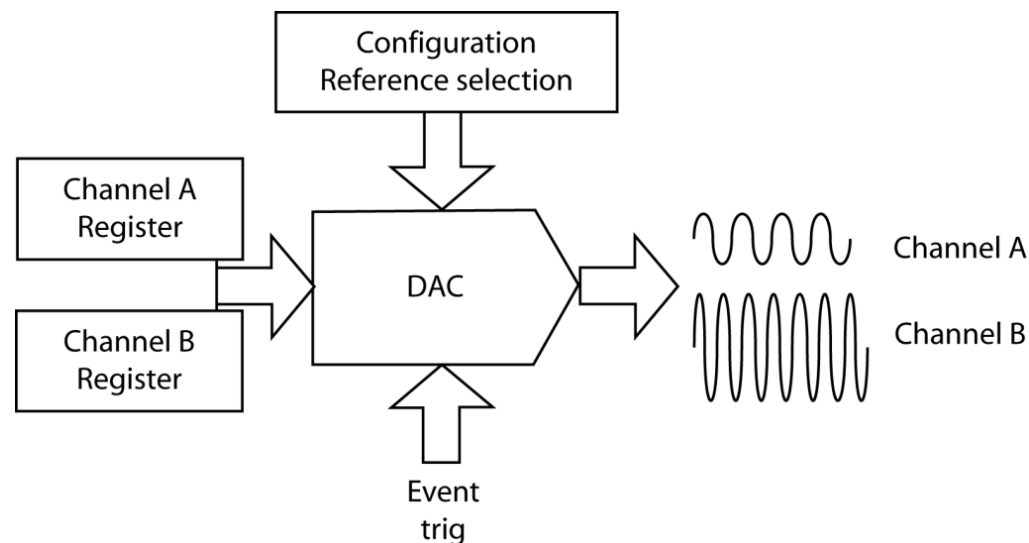 Configuration
Reference selection
Channel A
Register
Channel B
Register
DAC
Channel A
Channel B
Event
trig